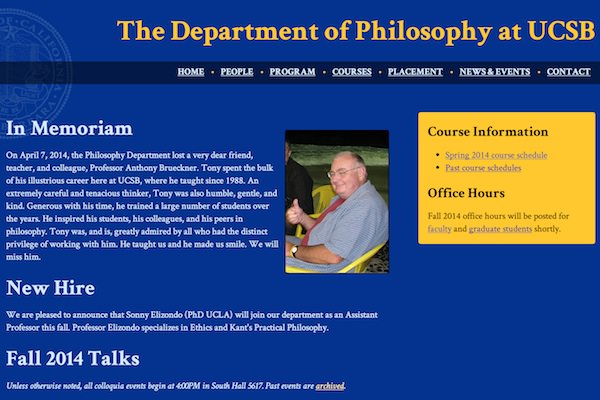 The Department of Philosophy at UCSB
HOME • PEOPLE • PROGRAM • COURSES • PLACEMENT • NEWS & EVENTS • CONTACT
In Memoriam
On April 7, 2014, the Philosophy Department lost a very dear friend,
teacher, and colleague, Professor Anthony Brueckner. Tony spent the bulk
of his illustrious career here at UCSB, where he taught since 1988. An
extremely careful and tenacious thinker, Tony was also humble, gentle, and
kind. Generous with his time, he trained a large number of students over
the years. He inspired his students, his colleagues, and his peers in
philosophy. Tony was, and is, greatly admired by all who had the distinct
privilege of working with him. He taught us and he made us smile. We will
miss him.
New Hire
We are pleased to announce that Sonny Elizondo (PhD UCLA) will join our department as an Assistant
Professor this fall. Professor Elizondo specializes in Ethics and Kant's Practical Philosophy.
Fall 2014 Talks
Unless otherwise noted, all colloquia events begin at 4:00PM in South Hall 5617. Past events are archived.
Course Information
• Spring 2014 course schedule
• Past course schedules
Office Hours
Fall 2014 office hours will be posted for
faculty and graduate students shortly.